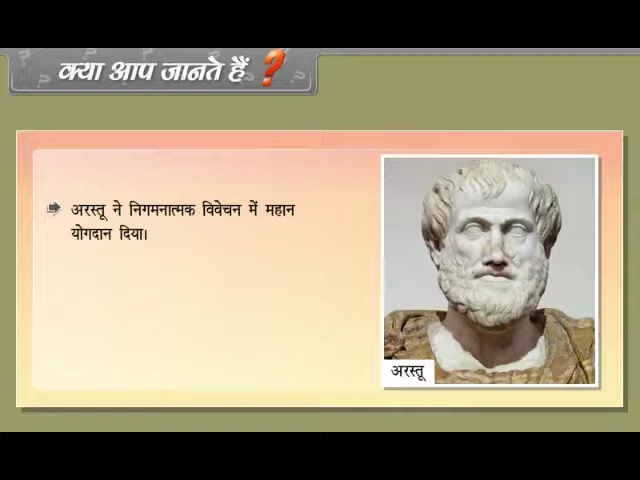 क्या आप जानते हैं ?
अरस्तू ने निगमनात्मक विवेचन में महान
योगदान दिया।
अरस्तू